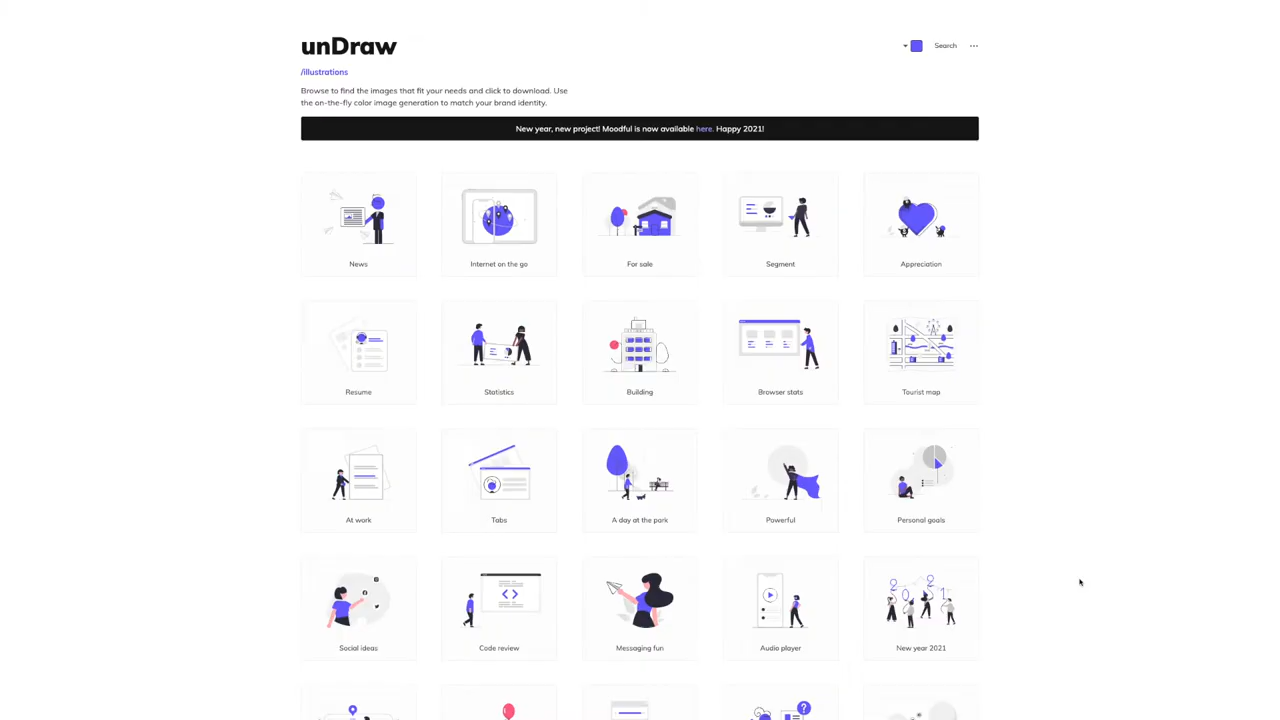 unDraw
Search
/illustrations
Browse to find the images that fit your needs and click to download. Use
the on-the-fly color image generation to match your brand identity.
New year, new project! Moodful is now available here. Happy 2021!
News
Internet on the go
For sale
Segment
Appreciation
Resume
Statistics
Building
Browser stats
Tourist map
At work
Tabs
A day at the park
Powerful
Personal goals
Social ideas
Code review
Messaging fun
Audio player
2021
New year 2021
?